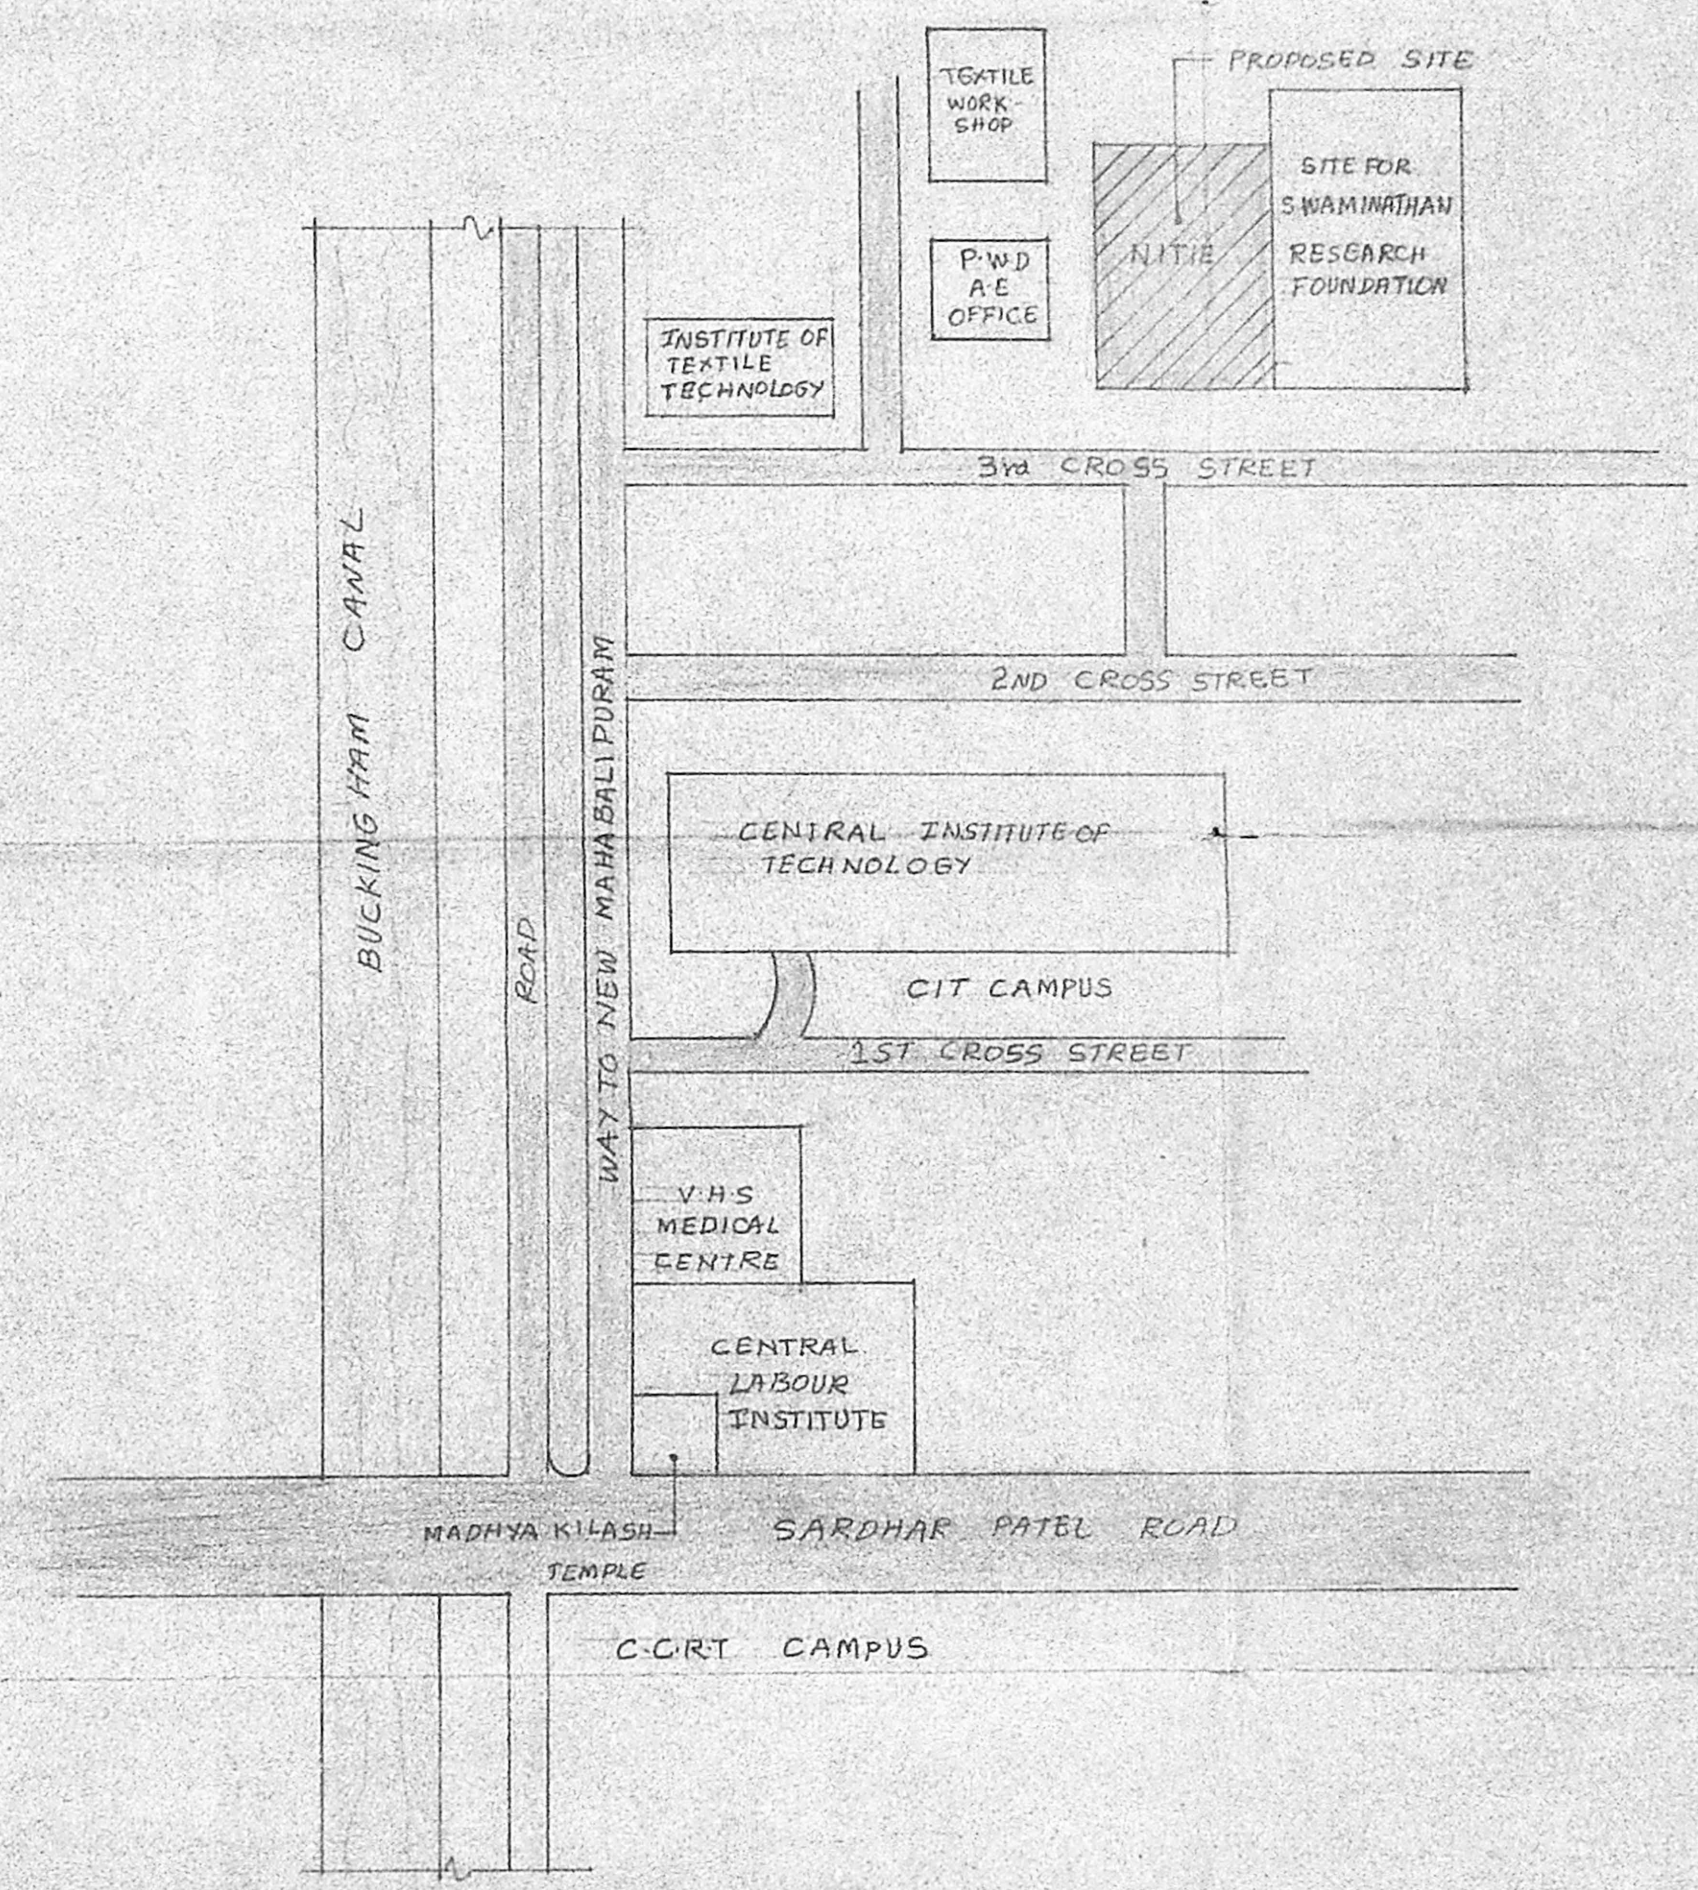 PROPOSED SITE
TEXTILE
WORK-
SHOP
SITE FOR
SWAMINATHAN
RESEARCH
FOUNDATION
NITIE
P.W.D
A.E
OFFICE
INSTITUTE OF
TEXTILE
TECHNOLOGY
3rd CROSS STREET
2ND CROSS STREET
BUCKINGHAM CANAL
ROAD
WAY TO NEW MAHABALIPURAM
CENTRAL INSTITUTE OF
TECHNOLOGY
CIT CAMPUS
1ST CROSS STREET
V.H.S
MEDICAL
CENTRE
CENTRAL
LABOUR
INSTITUTE
MADHYA KILASH
TEMPLE
SARDHAR PATEL ROAD
C.C.R.T CAMPUS